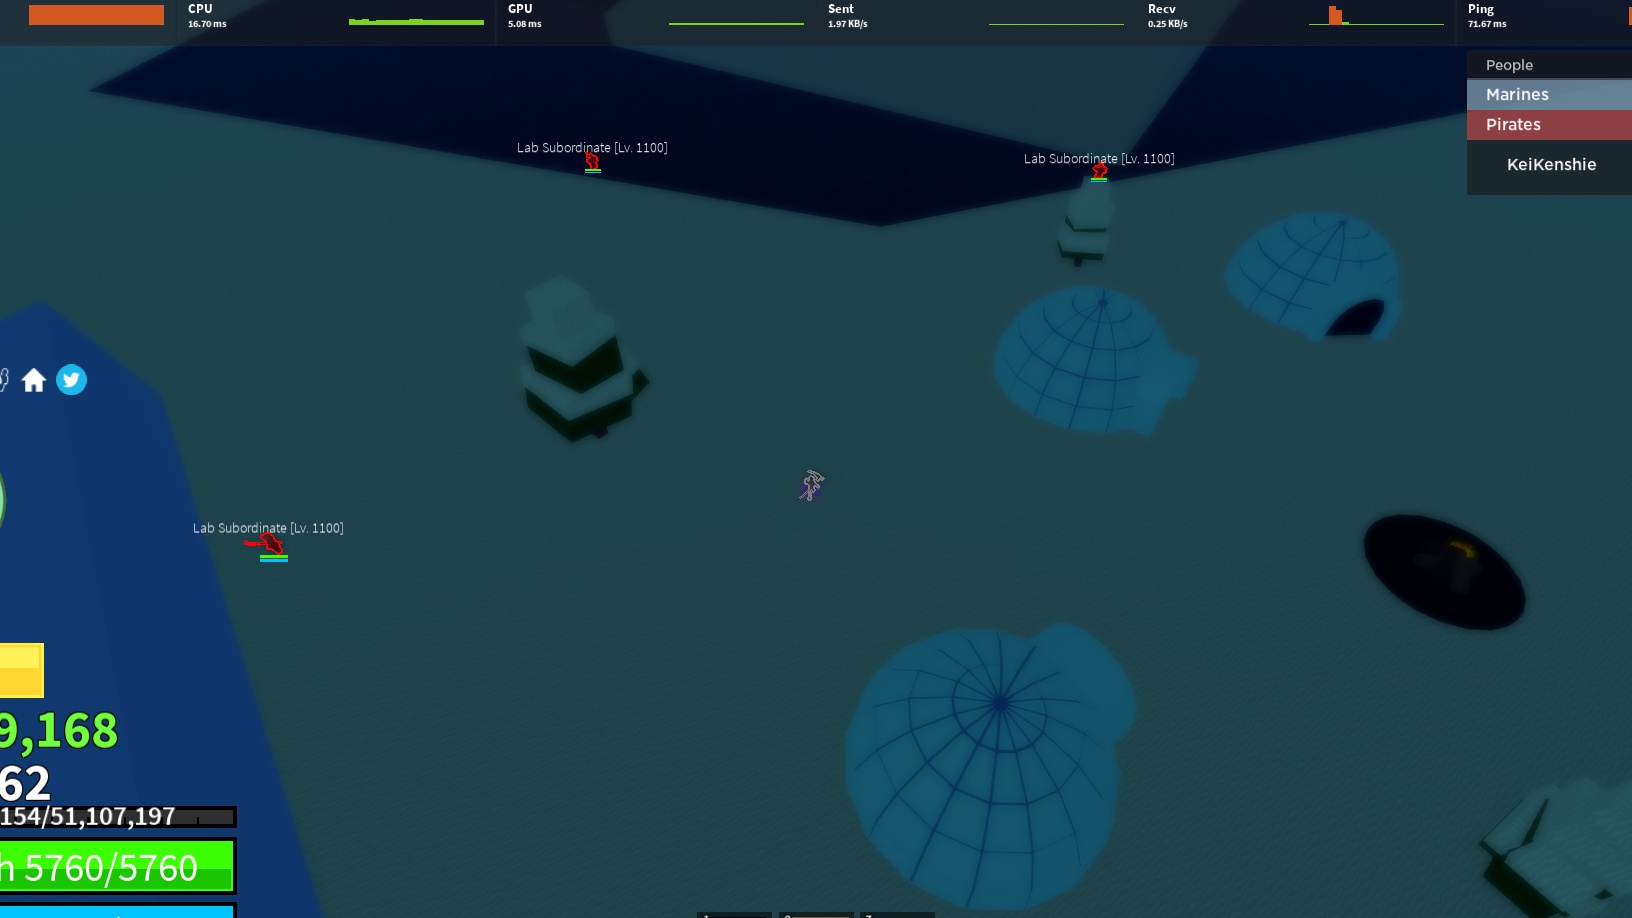 CPU
16.70 ms
GPU
5.08 ms
Sent
1.97 KB/s
Recv
0.25 KB/s
Ping
71.67 ms
People
Marines
Pirates
KeiKenshie
Lab Subordinate [Lv. 1100]
Lab Subordinate [Lv. 1100]
Lab Subordinate [Lv. 1100]
9,168
62
154/51,107,197
h 5760/5760